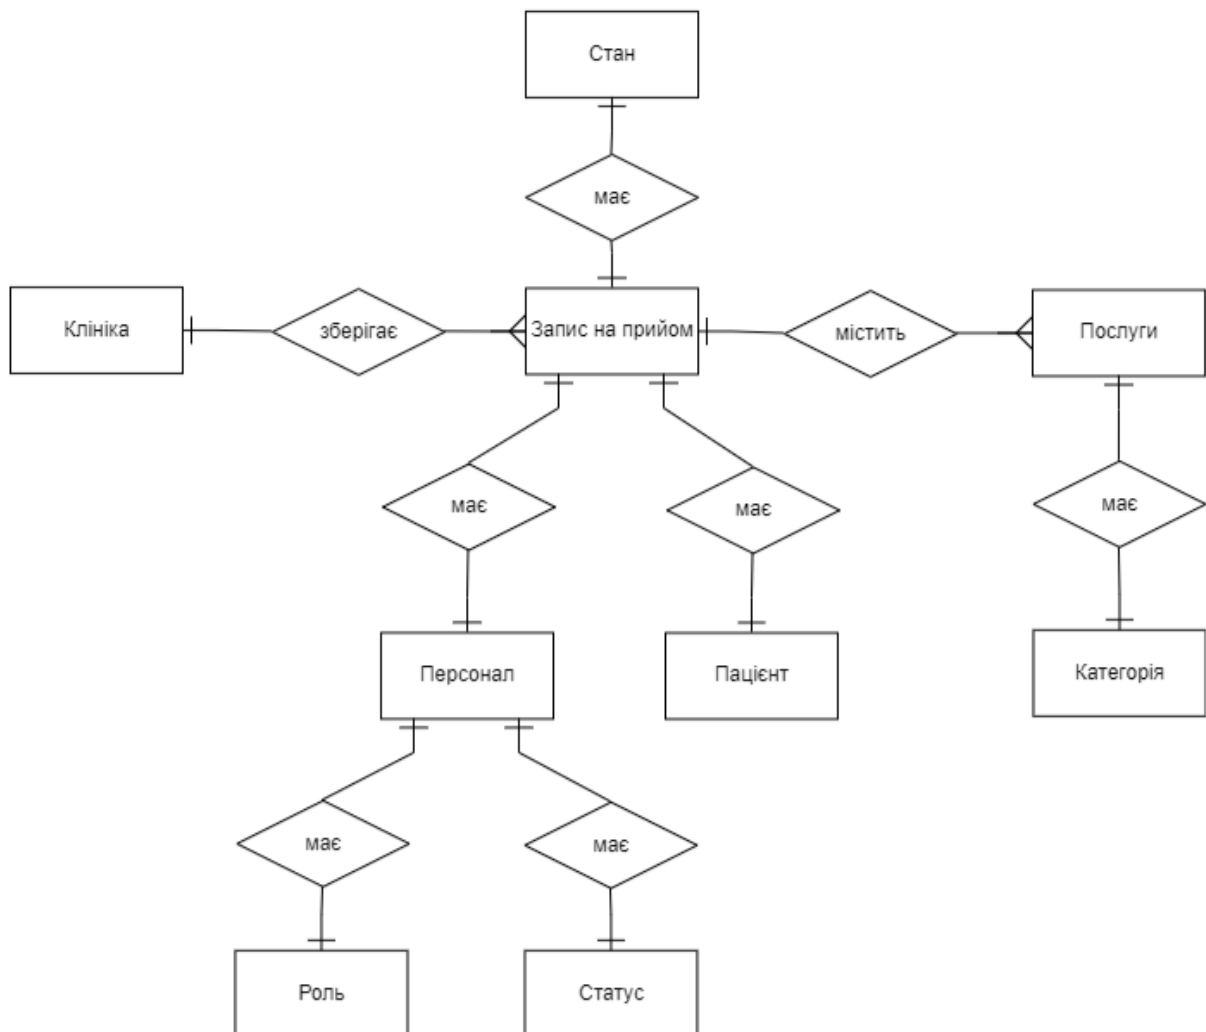 Стан
має
Клініка
зберігає
Запис на прийом
містить
Послуги
має
має
має
Персонал
Пацієнт
Категорія
має
має
Роль
Статус